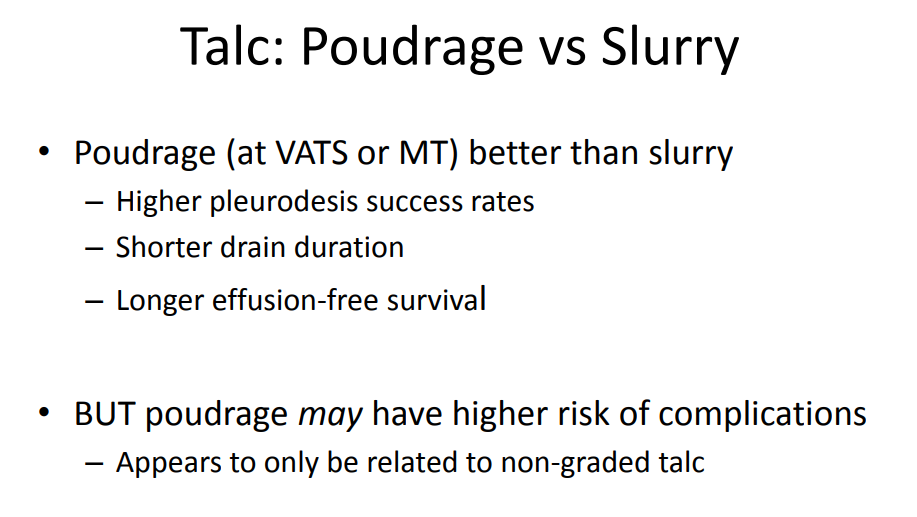 Talc: Poudrage vs Slurry
• Poudrage (at VATS or MT) better than slurry
– Higher pleurodesis success rates
– Shorter drain duration
– Longer effusion-free survival
• BUT poudrage may have higher risk of complications
– Appears to only be related to non-graded talc